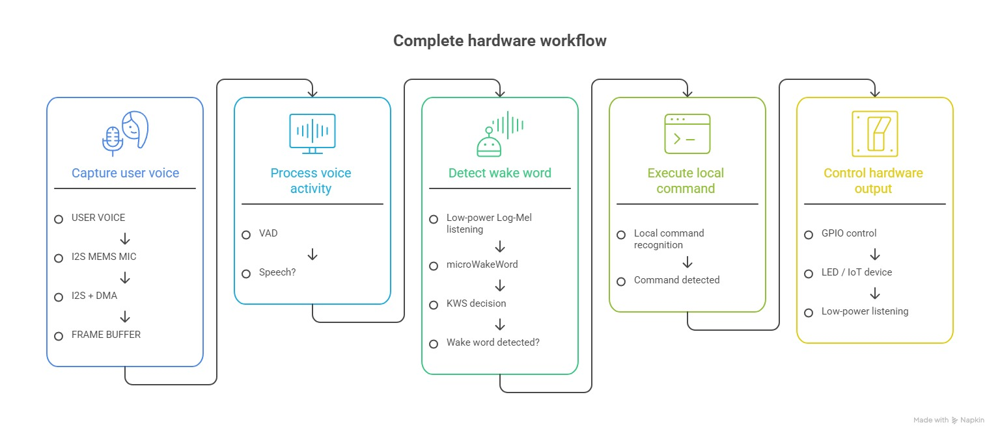 Complete hardware workflow
Capture user voice
USER VOICE
I2S MEMS MIC
I2S + DMA
FRAME BUFFER
Process voice
activity
VAD
Speech?
Detect wake word
Low-power Log-Mel
listening
microWakeWord
KWS decision
Wake word detected?
Execute local
command
Local command
recognition
Command detected
Control hardware
output
GPIO control
LED / IoT device
Low-power listening
Made with Napkin